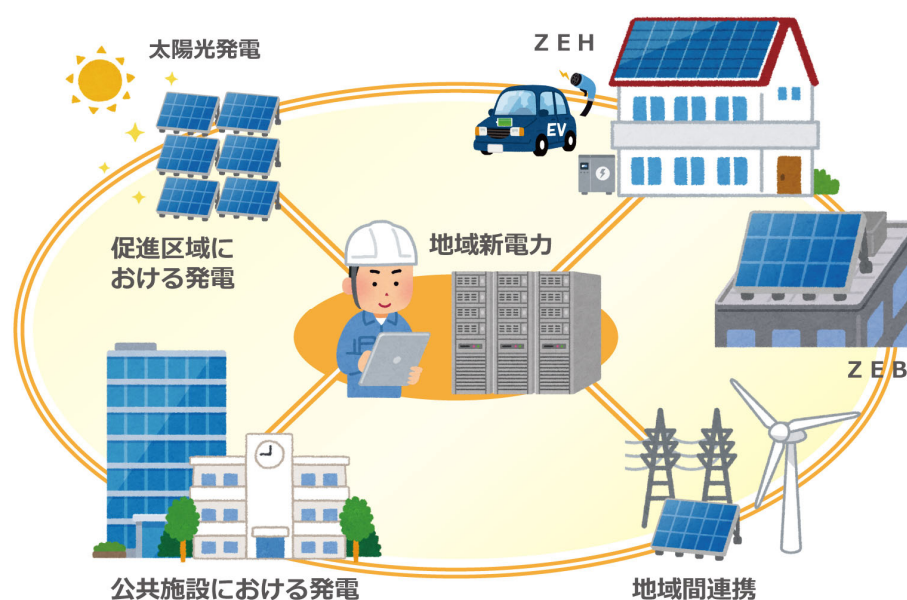 太陽光発電
ZEH
EV
促進区域に
おける発電
地域新電力
ZEB
公共施設における発電
地域間連携